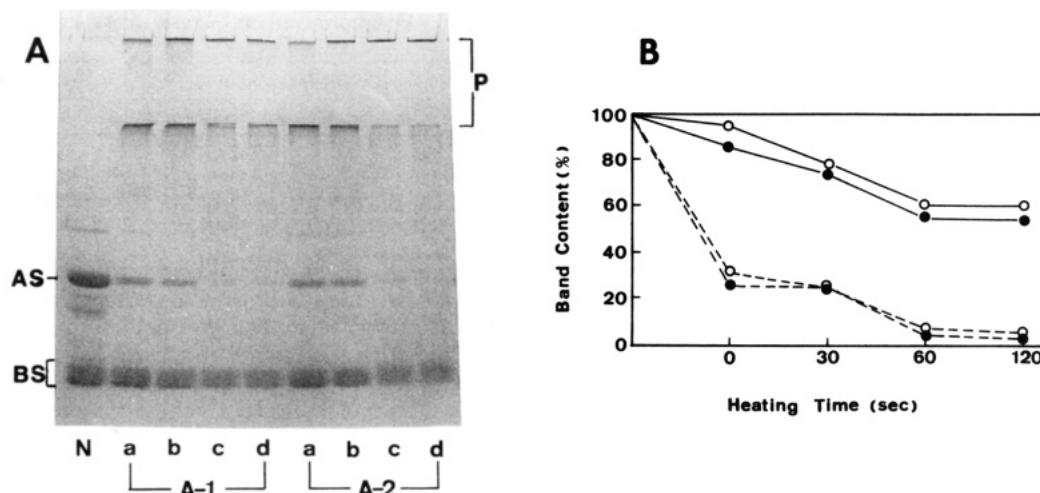 A
P
AS
BS
N a b c d a b c d
A-1 A-2
B
Band Content (%)
100
80
60
40
20
0
0 30 60 120
Heating Time (sec)